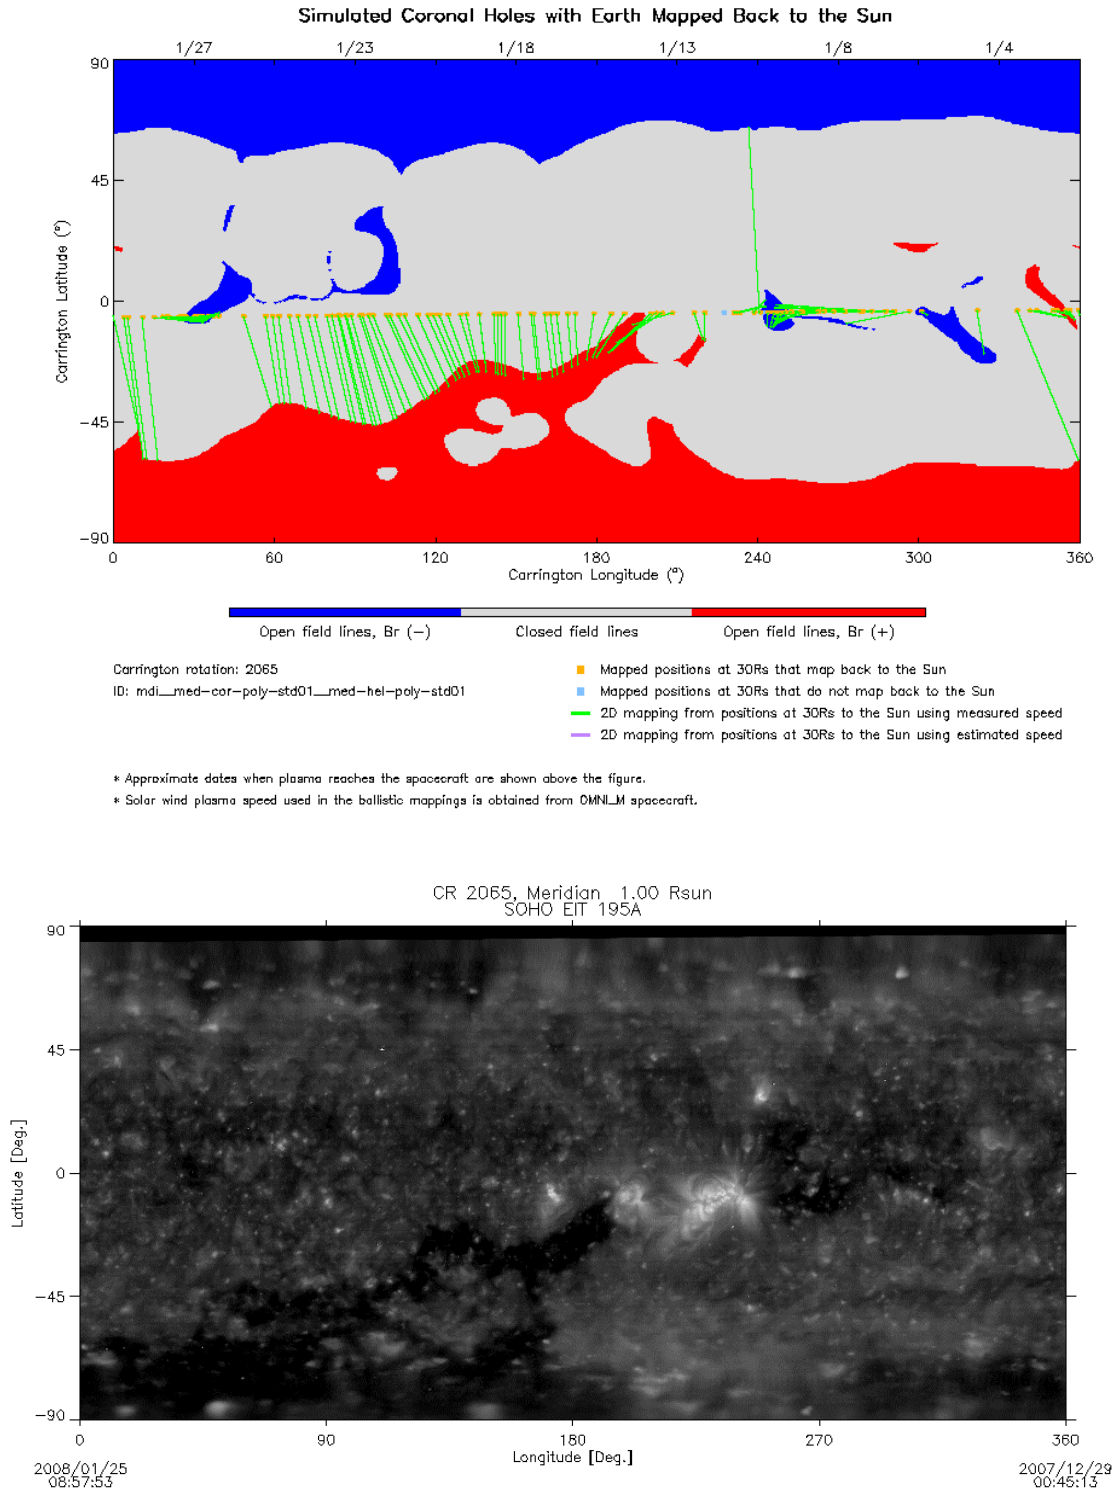 Simulated Coronal Holes with Earth Mapped Back to the Sun
1/27 1/23 1/18 1/13 1/8 1/4
90
45
0
−45
−90
Carrington Latitude (°)
0 60 120 180 240 300 360
Carrington Longitude (°)
Open field lines, Br (−) Closed field lines Open field lines, Br (+)
Carrington rotation: 2065
ID: mdi__med-cor-poly-std01__med-hel-poly-std01
Mapped positions at 30Rs that map back to the Sun
Mapped positions at 30Rs that do not map back to the Sun
2D mapping from positions at 30Rs to the Sun using measured speed
2D mapping from positions at 30Rs to the Sun using estimated speed
* Approximate dates when plasma reaches the spacecraft are shown above the figure.
* Solar wind plasma speed used in the ballistic mappings is obtained from OMNI_M spacecraft.
CR 2065, Meridian 1.00 Rsun
SOHO EIT 195A
90
45
0
−45
−90
Latitude [Deg.]
0 90 180 270 360
Longitude [Deg.]
2008/01/25 2007/12/29
08:57:53 00:45:13